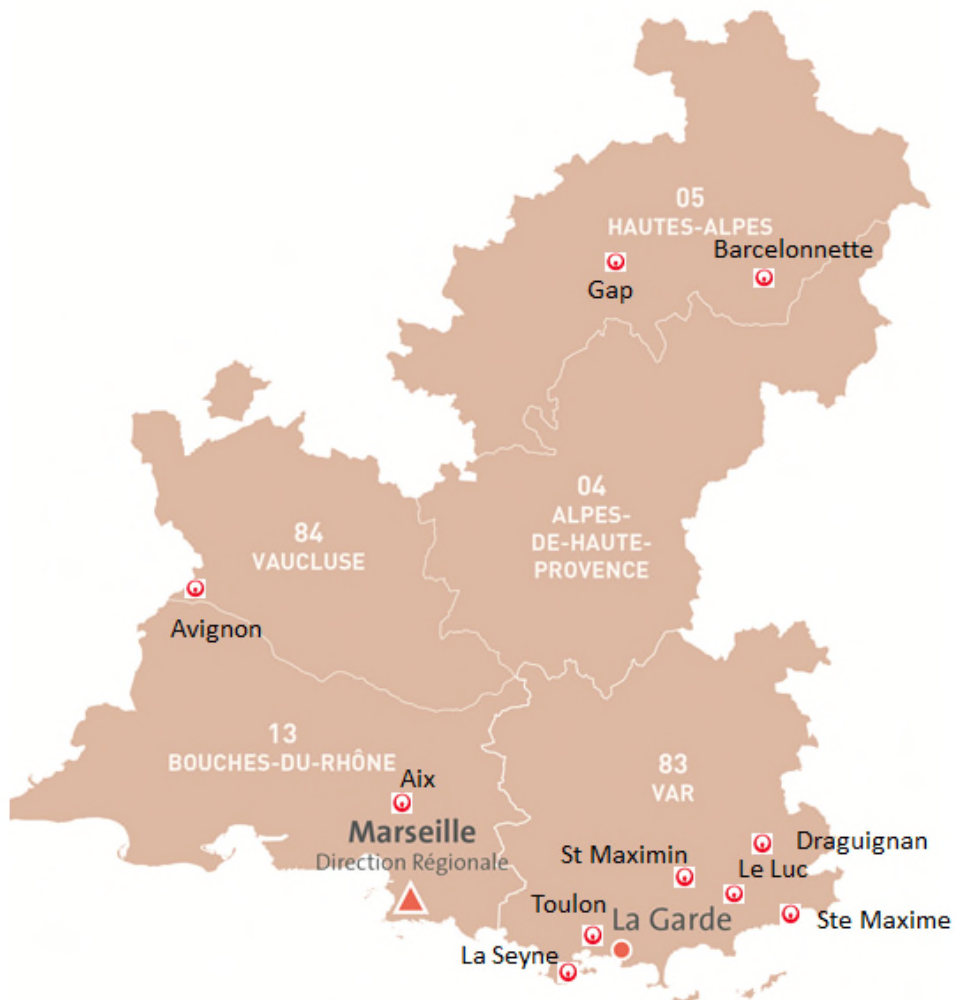 05
HAUTES-ALPES
Barcelonnette
Gap
04
ALPES-
DE-HAUTE-
PROVENCE
84
VAUCLUSE
Avignon
13
BOUCHES-DU-RHÔNE
Aix
Marseille
Direction Régionale
83
VAR
Draguignan
St Maximin
Le Luc
Toulon
La Garde
Ste Maxime
La Seyne